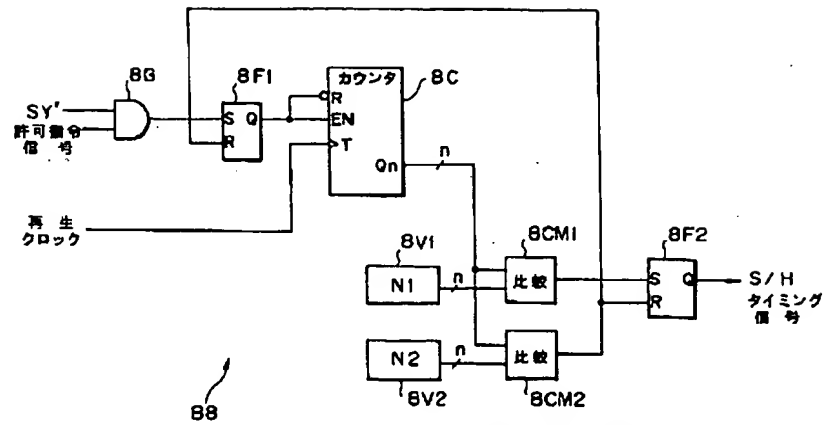 8G
8F1
カウンタ
8C
SY'
許可指令
信号
S Q
R
R
EN
T
Qn
n
再生
クロック
8V1
N1
n
8CM1
比較
8F2
S Q
R
S/H
タイミング
信号
8V2
N2
n
8CM2
比較
88